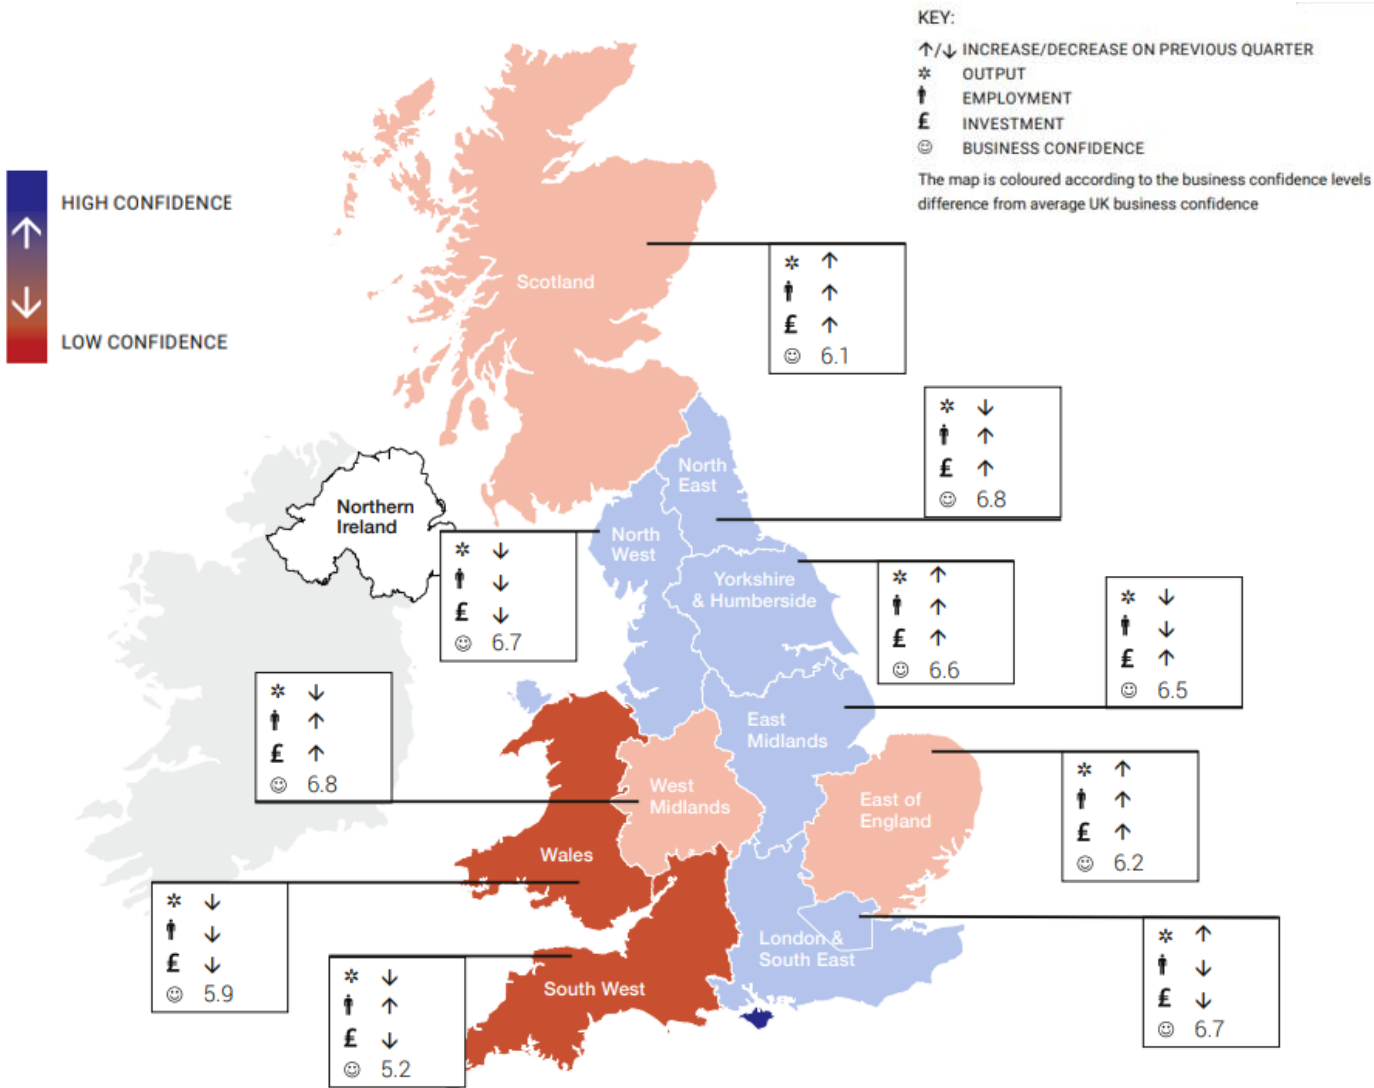 KEY:
↑/↓ INCREASE/DECREASE ON PREVIOUS QUARTER
✲ OUTPUT
EMPLOYMENT
£ INVESTMENT
☺ BUSINESS CONFIDENCE
The map is coloured according to the business confidence levels
difference from average UK business confidence
HIGH CONFIDENCE
↑
↓
LOW CONFIDENCE
Scotland
✲ ↑
↑
£ ↑
☺ 6.1
✲ ↓
↑
£ ↑
☺ 6.8
North
East
Northern
Ireland
North
West
✲ ↓
↓
£ ↓
☺ 6.7
Yorkshire
& Humberside
✲ ↑
↑
£ ↑
☺ 6.6
✲ ↓
↓
£ ↑
☺ 6.5
✲ ↓
↑
£ ↑
☺ 6.8
East
Midlands
West
Midlands
East of
England
✲ ↑
↑
£ ↑
☺ 6.2
Wales
✲ ↓
↓
£ ↓
☺ 5.9
London &
South East
✲ ↑
↓
£ ↓
☺ 6.7
South West
✲ ↓
↑
£ ↓
☺ 5.2